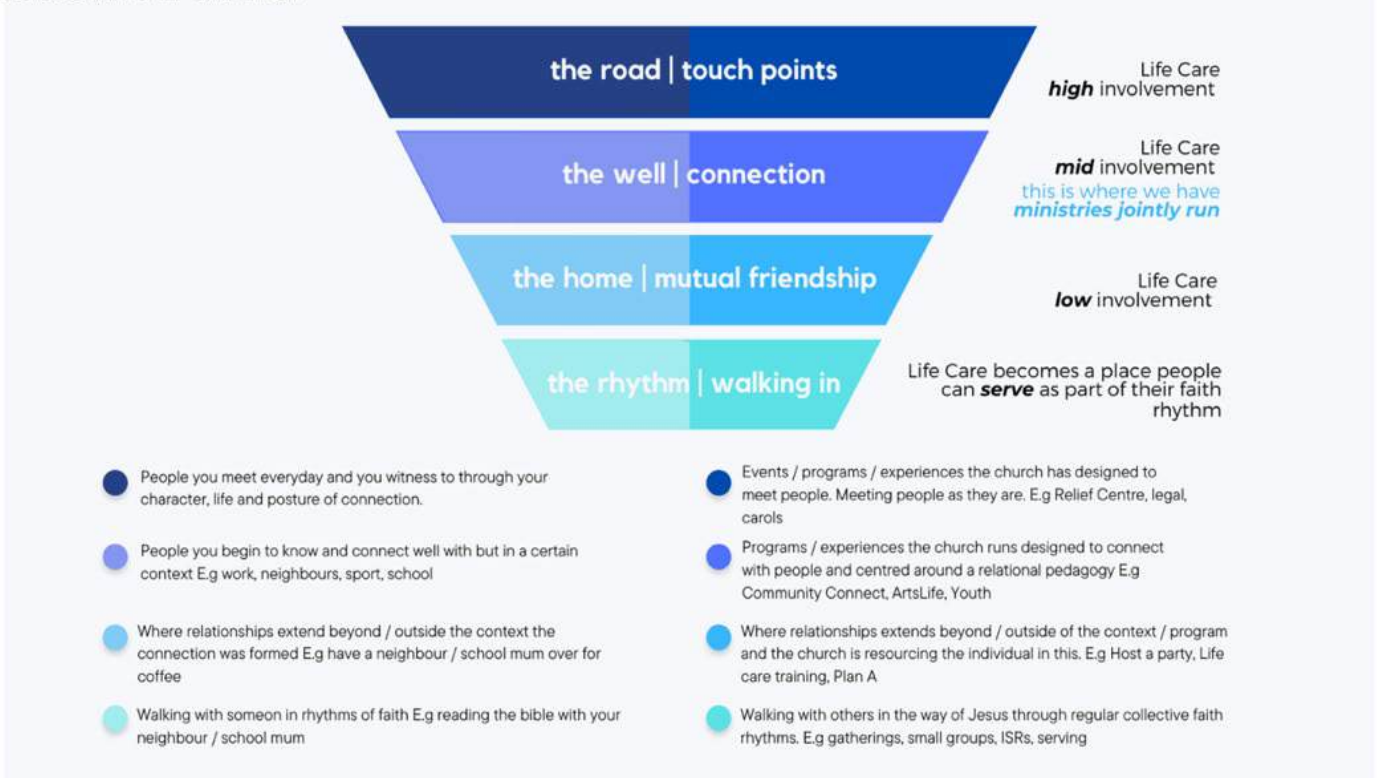 the road | touch points
Life Care
high involvement
the well | connection
Life Care
mid involvement
this is where we have
ministries jointly run
the home | mutual friendship
Life Care
low involvement
the rhythm | walking in
Life Care becomes a place people
can serve as part of their faith
rhythm
People you meet everyday and you witness to through your
character, life and posture of connection.
People you begin to know and connect well with but in a certain
context E.g work, neighbours, sport, school
Where relationships extend beyond / outside the context the
connection was formed E.g have a neighbour / school mum over for
coffee
Walking with someon in rhythms of faith E.g reading the bible with your
neighbour / school mum
Events / programs / experiences the church has designed to
meet people. Meeting people as they are. E.g Relief Centre, legal,
carols
Programs / experiences the church runs designed to connect
with people and centred around a relational pedagogy E.g
Community Connect, ArtsLife, Youth
Where relationships extends beyond / outside of the context / program
and the church is resourcing the individual in this. E.g Host a party, Life
care training, Plan A
Walking with others in the way of Jesus through regular collective faith
rhythms. E.g gatherings, small groups, ISRs, serving